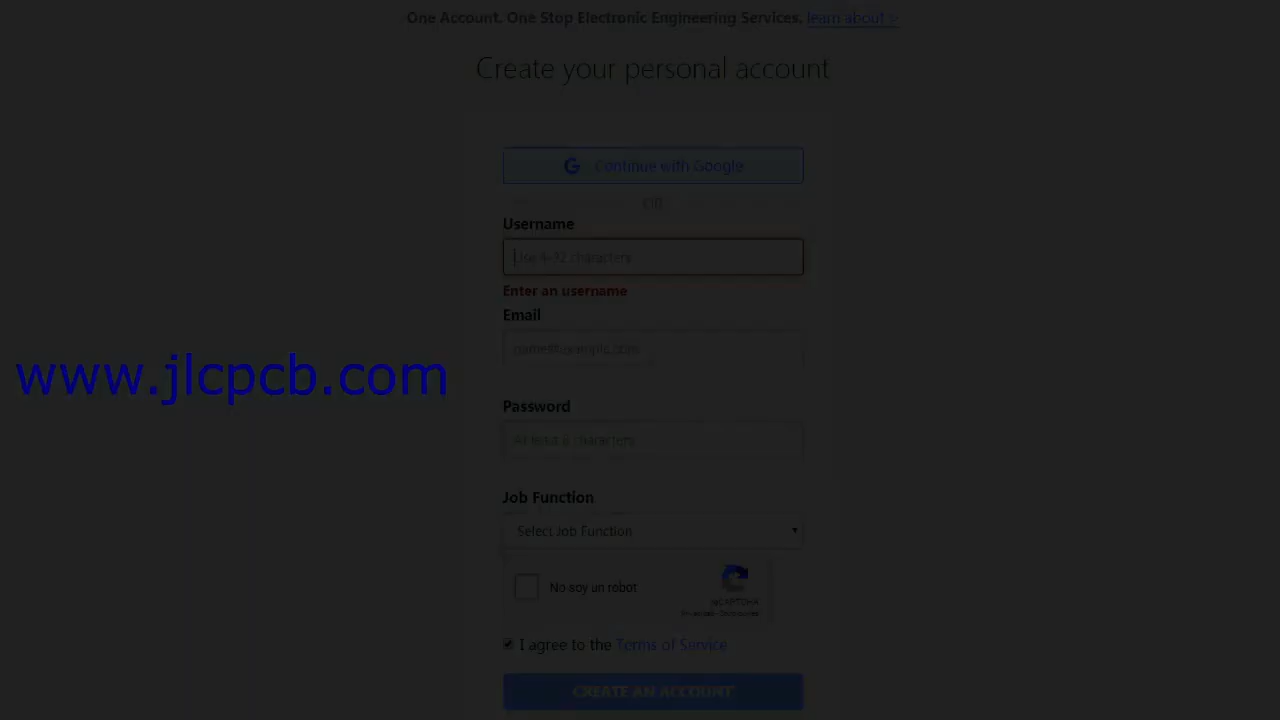 One Account. One Stop Electronic Engineering Services. learn about >
Create your personal account
Continue with Google
OR
Username
Use 4-32 characters
Enter an username
Email
name@example.com
www.jlcpcb.com
Password
At least 6 characters
Job Function
Select Job Function
No soy un robot
reCAPTCHA
I agree to the Terms of Service
CREATE AN ACCOUNT